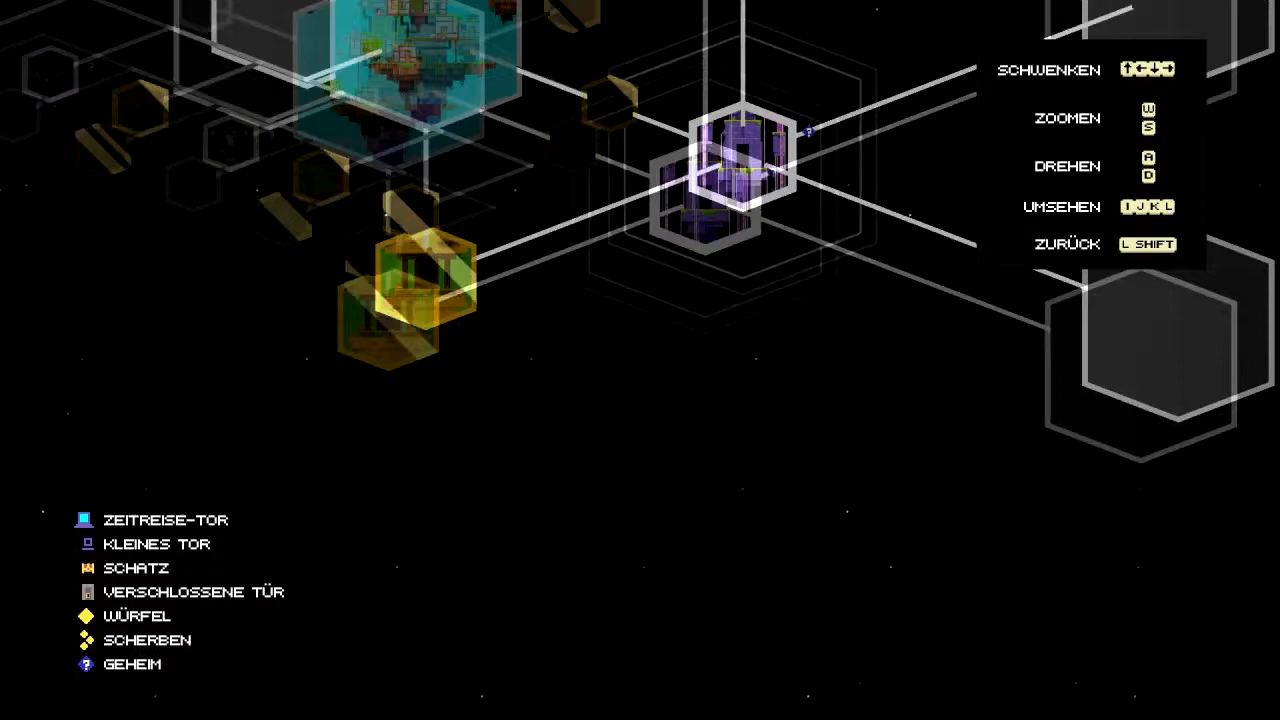 SCHWENKEN ↑←↓→
ZOOMEN W
S
DREHEN A
D
UMSEHEN I J K L
ZURÜCK L SHIFT
ZEITREISE-TOR
KLEINES TOR
SCHATZ
VERSCHLOSSENE TÜR
WÜRFEL
SCHERBEN
? GEHEIM